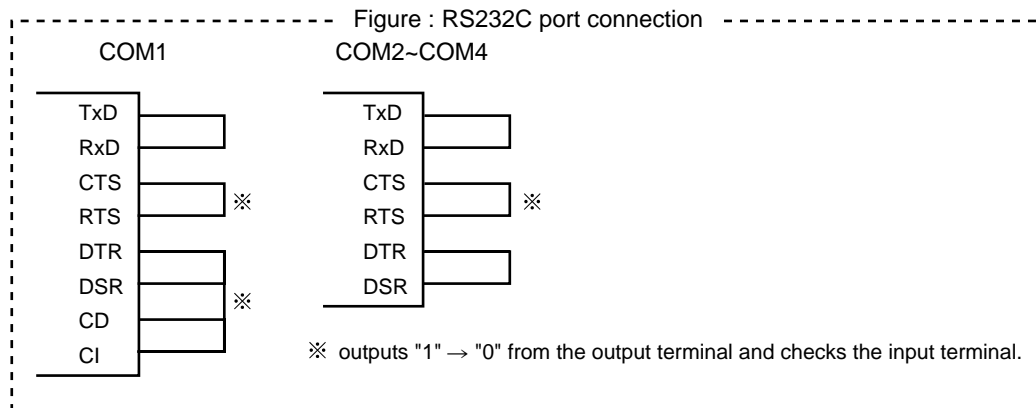 Figure : RS232C port connection
COM1
COM2~COM4
TxD
RxD
CTS
RTS
※
DTR
DSR
※
CD
CI
TxD
RxD
CTS
RTS
※
DTR
DSR
※ outputs "1" → "0" from the output terminal and checks the input terminal.